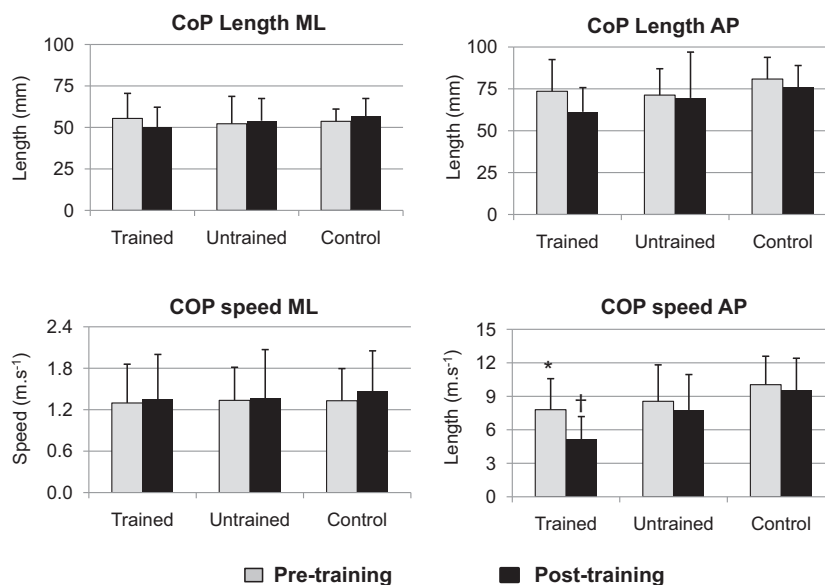 CoP Length ML
Length (mm)
100
75
50
25
0
Trained Untrained Control
CoP Length AP
Length (mm)
100
75
50
25
0
Trained Untrained Control
COP speed ML
Speed (m.s⁻¹)
2.4
1.8
1.2
0.6
0.0
Trained Untrained Control
COP speed AP
Length (m.s⁻¹)
15
12
9
6
3
0
*
†
Trained Untrained Control
Pre-training Post-training